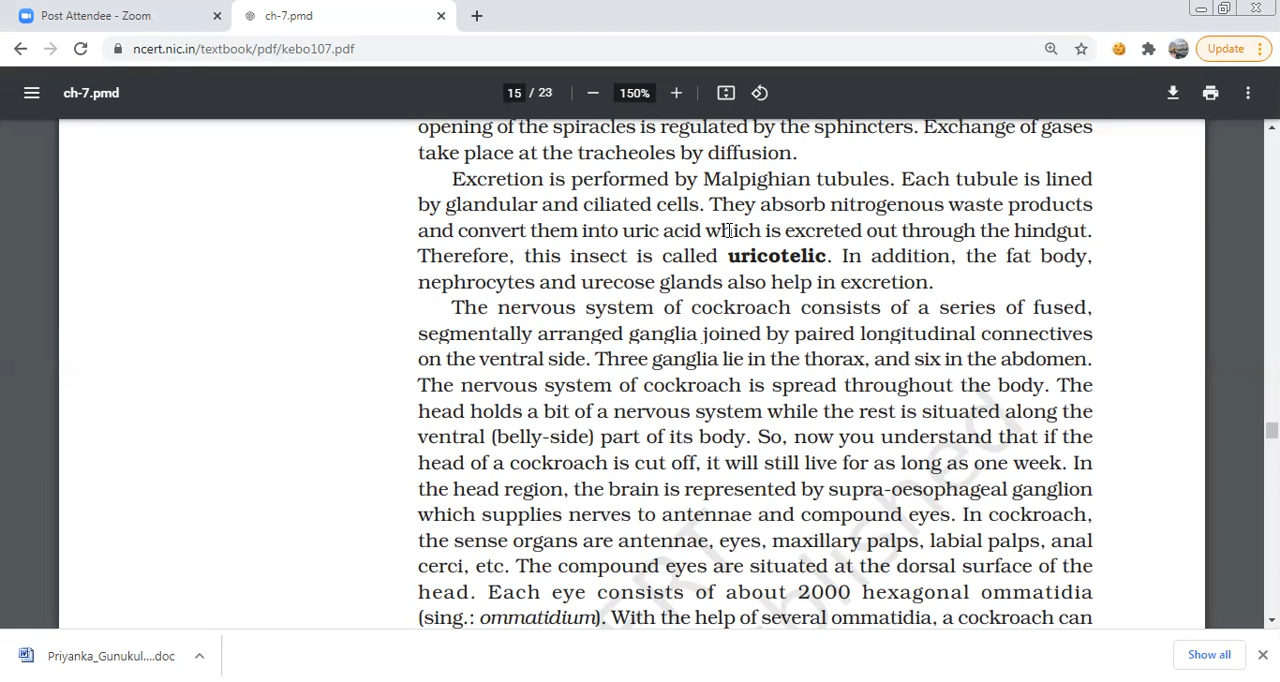 Post Attendee - Zoom
ch-7.pmd
ncert.nic.in/textbook/pdf/kebo107.pdf
Update
ch-7.pmd
15 / 23
150%
opening of the spiracles is regulated by the sphincters. Exchange of gases
take place at the tracheoles by diffusion.
Excretion is performed by Malpighian tubules. Each tubule is lined
by glandular and ciliated cells. They absorb nitrogenous waste products
and convert them into uric acid which is excreted out through the hindgut.
Therefore, this insect is called uricotelic. In addition, the fat body,
nephrocytes and urecose glands also help in excretion.
The nervous system of cockroach consists of a series of fused,
segmentally arranged ganglia joined by paired longitudinal connectives
on the ventral side. Three ganglia lie in the thorax, and six in the abdomen.
The nervous system of cockroach is spread throughout the body. The
head holds a bit of a nervous system while the rest is situated along the
ventral (belly-side) part of its body. So, now you understand that if the
head of a cockroach is cut off, it will still live for as long as one week. In
the head region, the brain is represented by supra-oesophageal ganglion
which supplies nerves to antennae and compound eyes. In cockroach,
the sense organs are antennae, eyes, maxillary palps, labial palps, anal
cerci, etc. The compound eyes are situated at the dorsal surface of the
head. Each eye consists of about 2000 hexagonal ommatidia
(sing.: ommatidium). With the help of several ommatidia, a cockroach can
Priyanka_Gunukul....doc
Show all